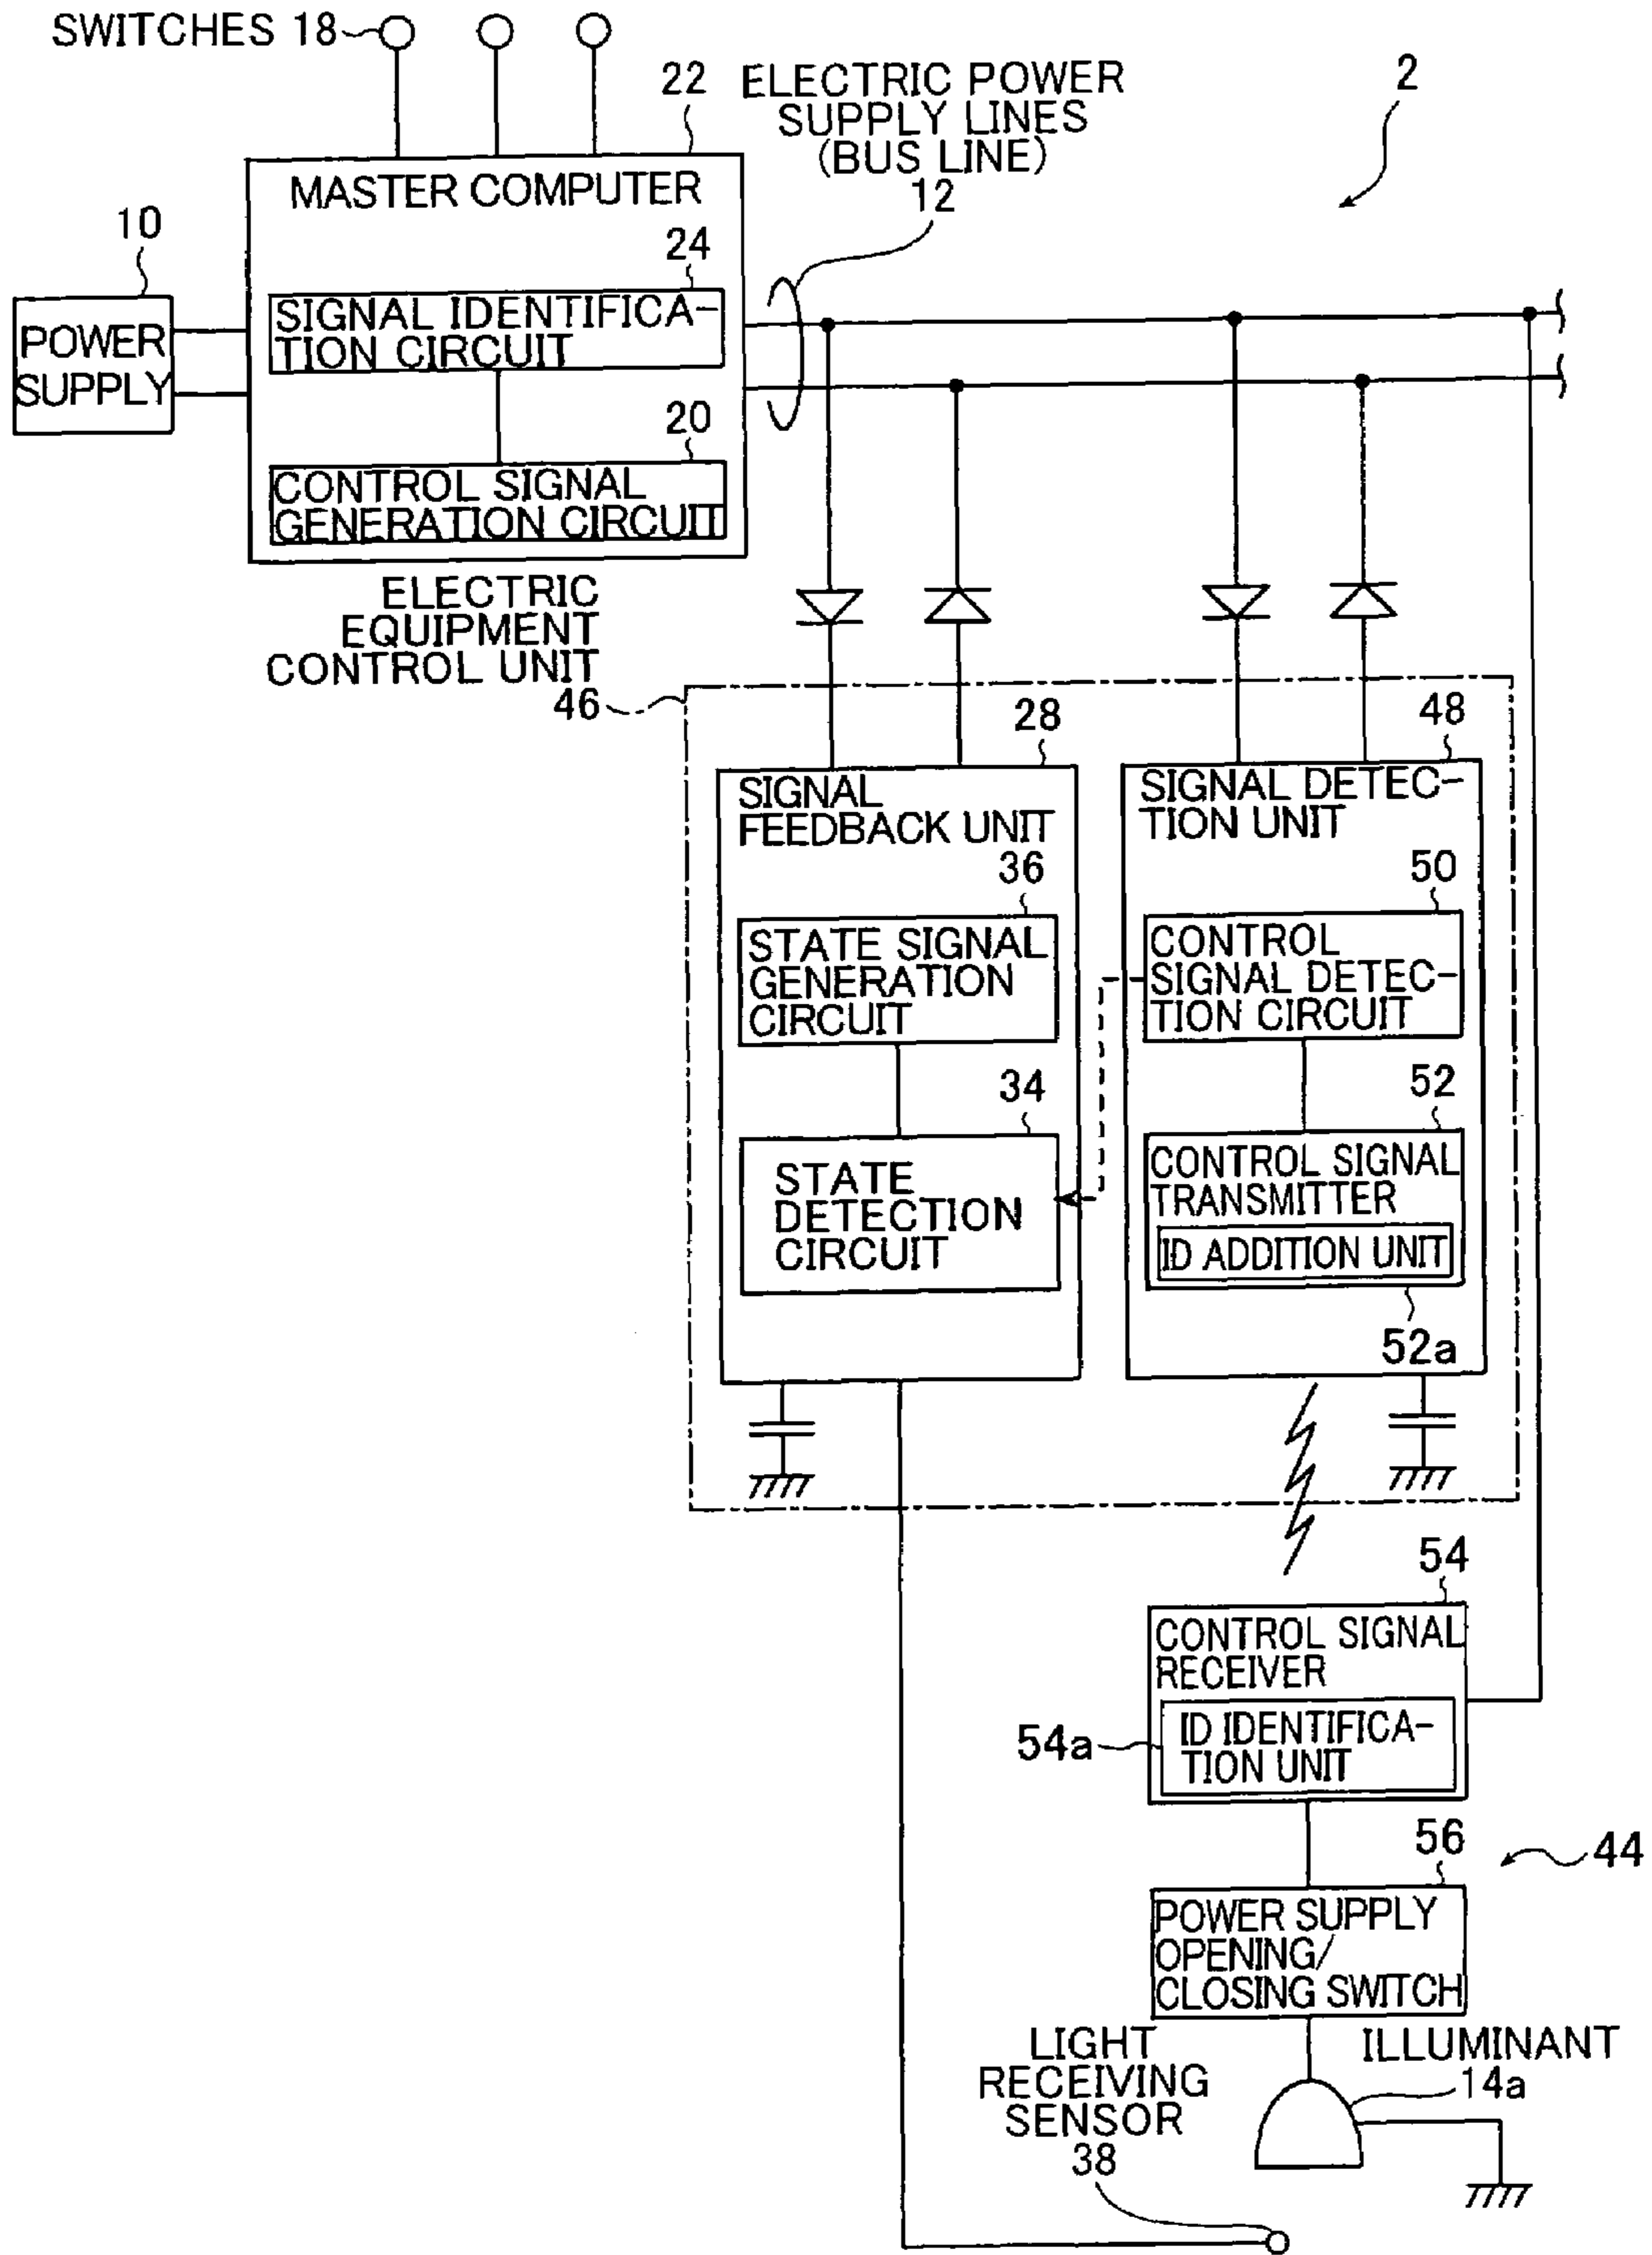 SWITCHES 18
22
ELECTRIC POWER
SUPPLY LINES
(BUS LINE)
12
2
MASTER COMPUTER
10
24
POWER
SUPPLY
SIGNAL IDENTIFICA-
TION CIRCUIT
20
CONTROL SIGNAL
GENERATION CIRCUIT
ELECTRIC
EQUIPMENT
CONTROL UNIT
46
28
48
SIGNAL
FEEDBACK UNIT
SIGNAL DETEC-
TION UNIT
36
50
STATE SIGNAL
GENERATION
CIRCUIT
CONTROL
SIGNAL DETEC-
TION CIRCUIT
34
52
STATE
DETECTION
CIRCUIT
CONTROL SIGNAL
TRANSMITTER
ID ADDITION UNIT
52a
54
CONTROL SIGNAL
RECEIVER
54a
ID IDENTIFICA-
TION UNIT
56
44
POWER SUPPLY
OPENING/
CLOSING SWITCH
LIGHT
RECEIVING
SENSOR
38
ILLUMINANT
14a